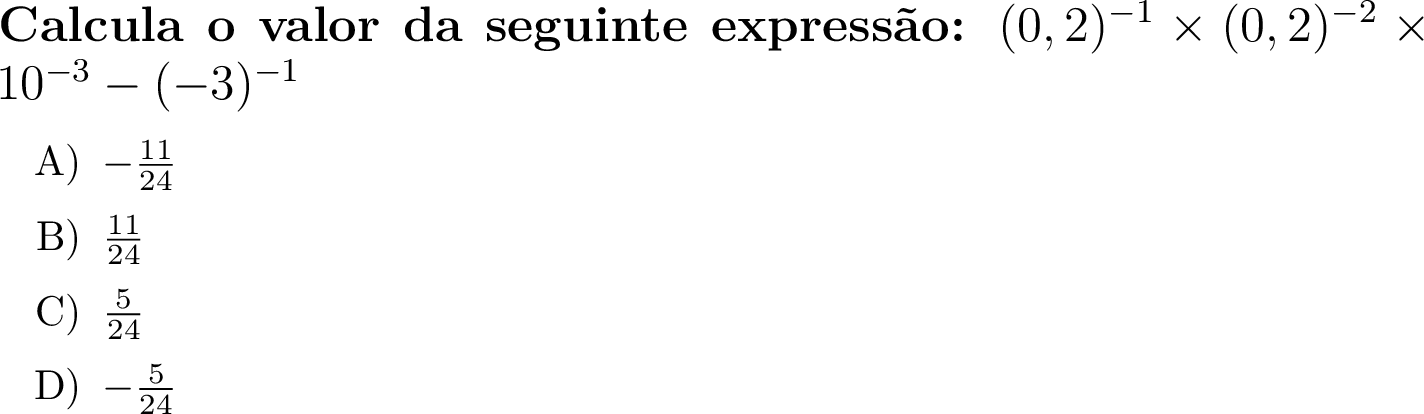 Calcula o valor da seguinte expressão: $(0,2)^{-1} \times (0,2)^{-2} \times$
$10^{-3} - (-3)^{-1}$
A) $-\frac{11}{24}$
B) $\frac{11}{24}$
C) $\frac{5}{24}$
D) $-\frac{5}{24}$